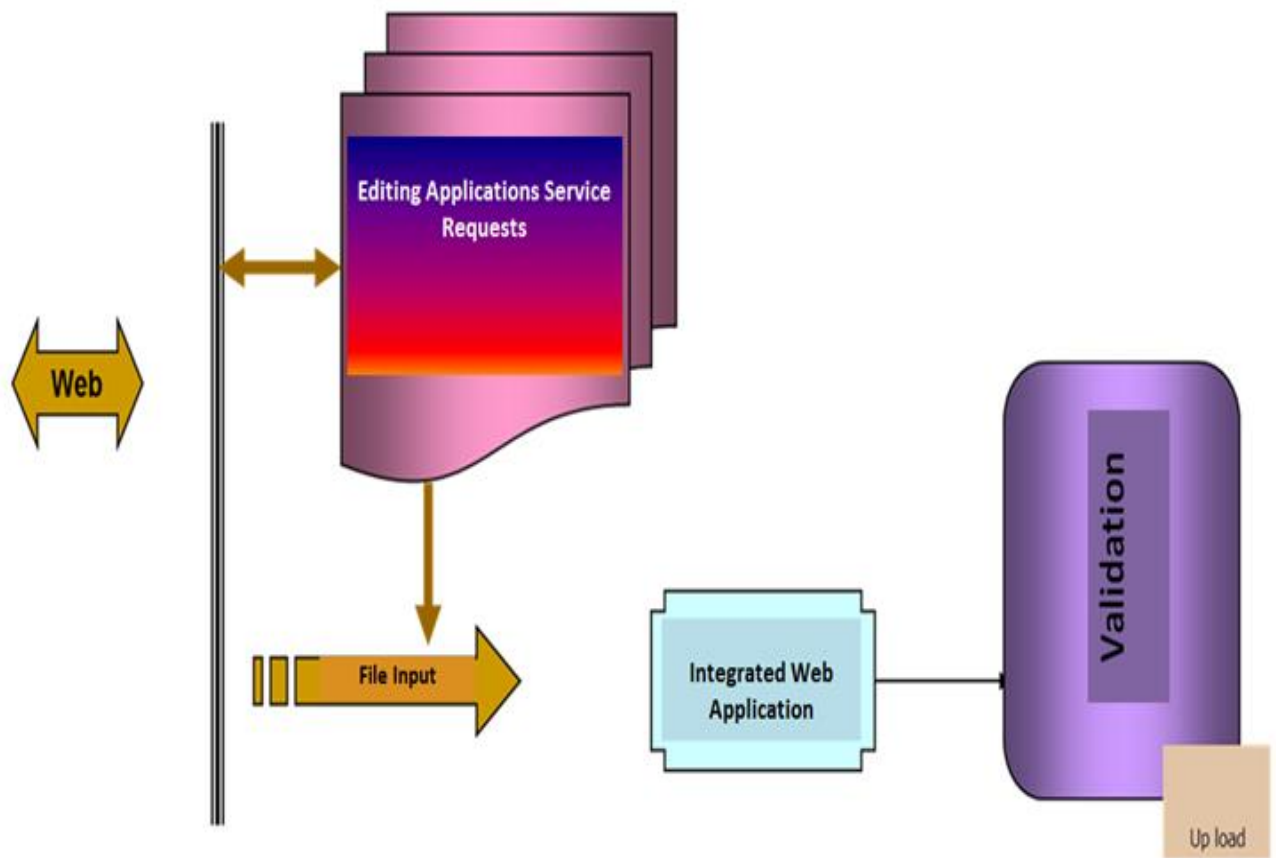 Editing Applications Service
Requests
Web
File Input
Integrated Web
Application
Validation
Up load